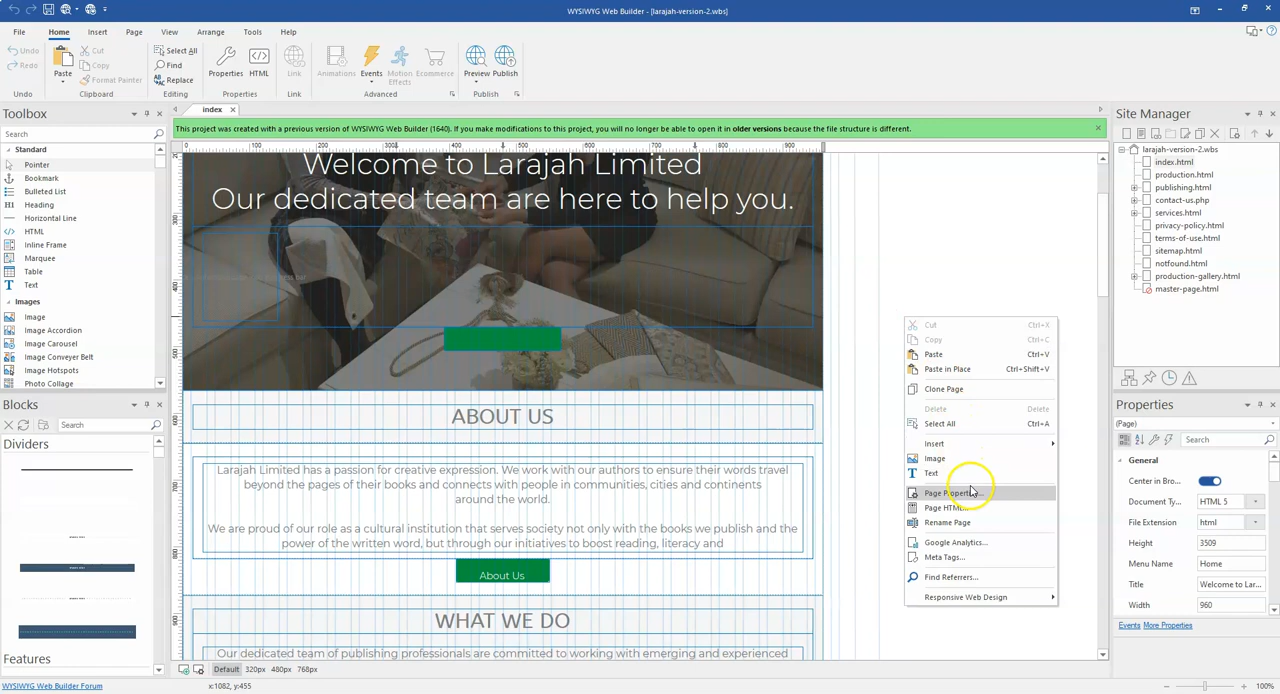 WYSIWYG Web Builder - [larajah-version-2.wbs]
File Home Insert Page View Arrange Tools Help
Undo
Redo
Undo
Paste
Cut
Copy
Format Painter
Clipboard
Select All
Find
Replace
Editing
Properties
HTML
Properties
Link
Link
Animations
Events
Motion
Effects
Ecommerce
Advanced
Preview
Publish
Publish
Toolbox
Search
Standard
Pointer
Bookmark
Bulleted List
H1 Heading
Horizontal Line
HTML
Inline Frame
Marquee
Table
T Text
Images
Image
Image Accordion
Image Carousel
Image Conveyer Belt
Image Hotspots
Photo Collage
Blocks
Search
Dividers
Features
WYSIWYG Web Builder Forum
index
This project was created with a previous version of WYSIWYG Web Builder (1640). If you make modifications to this project, you will no longer be able to open it in older versions because the file structure is different.
0 100 200 300 400 500 600 700 800 900
Welcome to Larajah Limited
Our dedicated team are here to help you.
ABOUT US
Larajah Limited has a passion for creative expression. We work with our authors to ensure their words travel
beyond the pages of their books and connect with people in communities, cities and continents
around the world.
We are proud of our role as a cultural institution that serves society not only with the books we publish and the
power of the written word, but through our initiatives to boost reading, literacy and
About Us
WHAT WE DO
Our dedicated team of publishing professionals are committed to working with emerging and experienced
Default 320px 480px 768px
x:1082, y:455
Cut Ctrl+X
Copy Ctrl+C
Paste Ctrl+V
Paste in Place Ctrl+Shift+V
Clone Page
Delete Delete
Select All Ctrl+A
Insert
Image
T Text
Page Properties...
Page HTML...
Rename Page
Google Analytics...
Meta Tags...
Find Referrers...
Responsive Web Design
Site Manager
larajah-version-2.wbs
index.html
production.html
publishing.html
contact-us.php
services.html
privacy-policy.html
terms-of-use.html
sitemap.html
notfound.html
production-gallery.html
master-page.html
Properties
(Page)
Search
General
Center in Bro...
Document Ty... HTML 5
File Extension html
Height 3509
Menu Name Home
Title Welcome to Lar...
Width 960
Events More Properties
100%